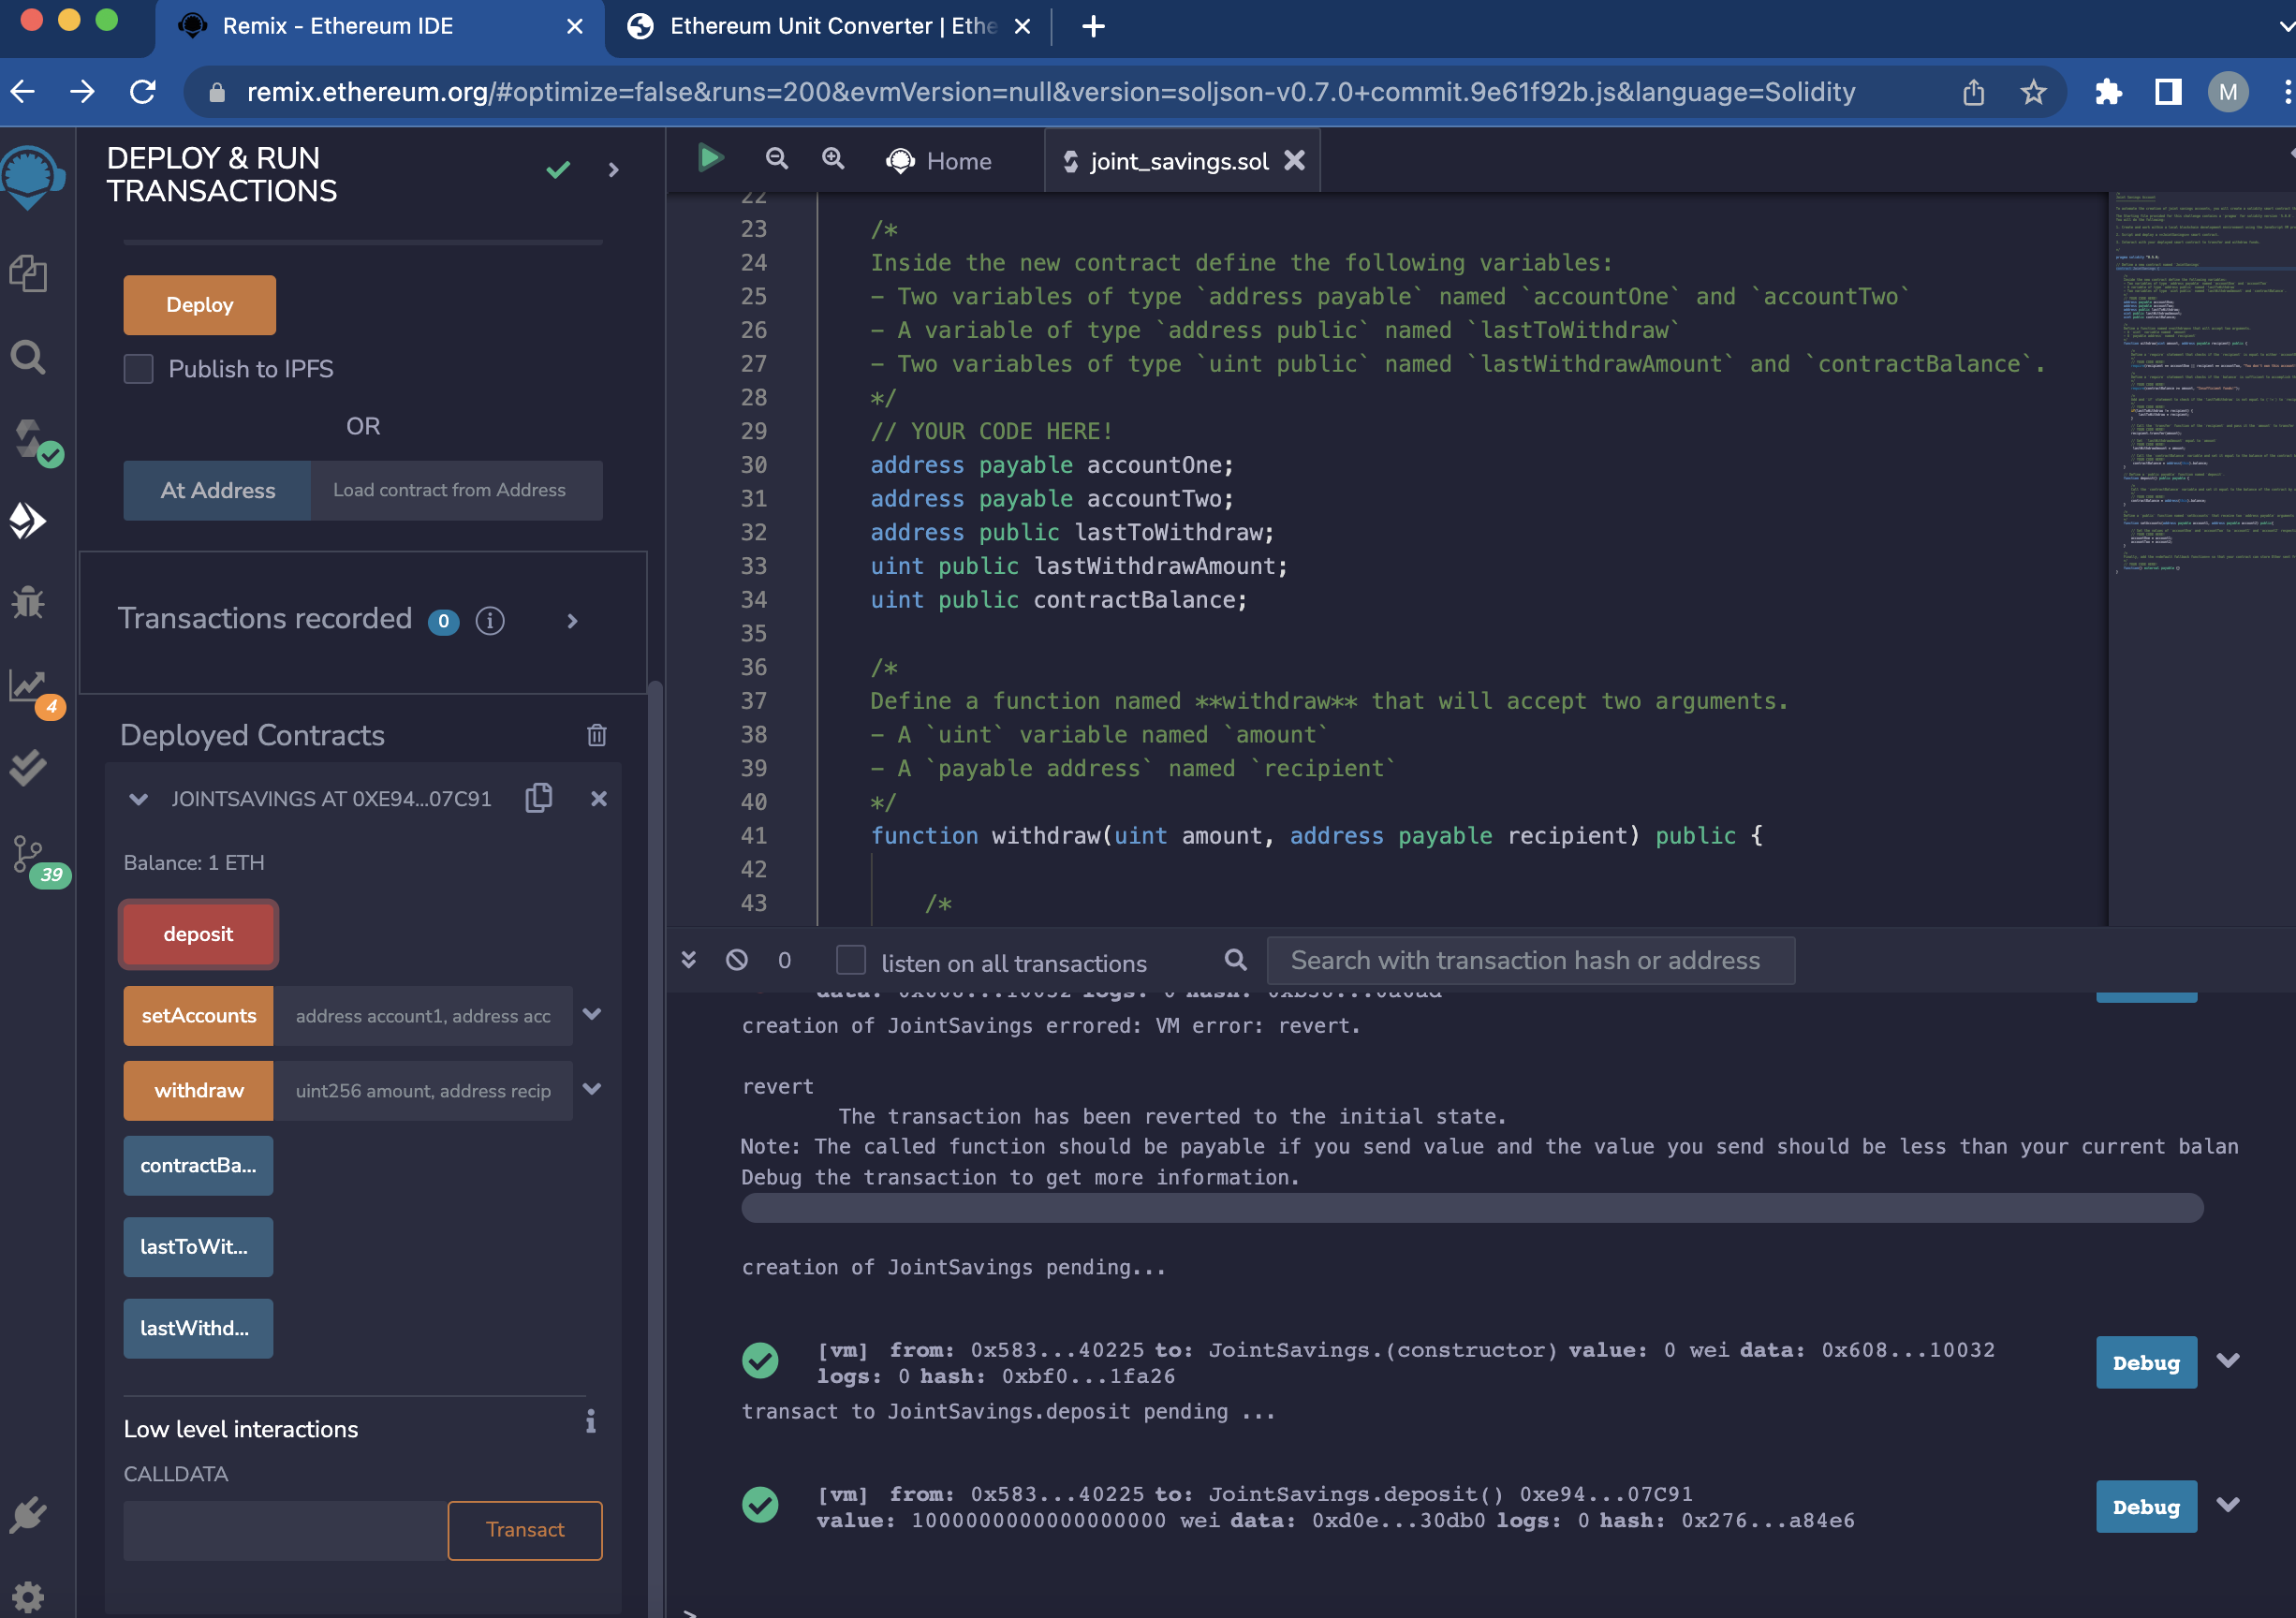 Remix - Ethereum IDE
Ethereum Unit Converter | Ethe
remix.ethereum.org/#optimize=false&runs=200&evmVersion=null&version=soljson-v0.7.0+commit.9e61f92b.js&language=Solidity
M
DEPLOY & RUN
TRANSACTIONS
Deploy
Publish to IPFS
OR
At Address
Load contract from Address
Transactions recorded 0 i
4
Deployed Contracts
JOINTSAVINGS AT 0XE94...07C91
39
Balance: 1 ETH
deposit
setAccounts
address account1, address acc
withdraw
uint256 amount, address recip
contractBa...
lastToWit...
lastWithd...
Low level interactions
i
CALLDATA
Transact
Home
joint_savings.sol
22
23 /*
24 Inside the new contract define the following variables:
25 - Two variables of type `address payable` named `accountOne` and `accountTwo`
26 - A variable of type `address public` named `lastToWithdraw`
27 - Two variables of type `uint public` named `lastWithdrawAmount` and `contractBalance`.
28 */
29 // YOUR CODE HERE!
30 address payable accountOne;
31 address payable accountTwo;
32 address public lastToWithdraw;
33 uint public lastWithdrawAmount;
34 uint public contractBalance;
35
36 /*
37 Define a function named **withdraw** that will accept two arguments.
38 - A `uint` variable named `amount`
39 - A `payable address` named `recipient`
40 */
41 function withdraw(uint amount, address payable recipient) public {
42
43 /*
0
listen on all transactions
Search with transaction hash or address
creation of JointSavings errored: VM error: revert.
revert
The transaction has been reverted to the initial state.
Note: The called function should be payable if you send value and the value you send should be less than your current balan
Debug the transaction to get more information.
creation of JointSavings pending...
[vm] from: 0x583...40225 to: JointSavings.(constructor) value: 0 wei data: 0x608...10032
logs: 0 hash: 0xbf0...1fa26
Debug
transact to JointSavings.deposit pending ...
[vm] from: 0x583...40225 to: JointSavings.deposit() 0xe94...07C91
value: 1000000000000000000 wei data: 0xd0e...30db0 logs: 0 hash: 0x276...a84e6
Debug
>